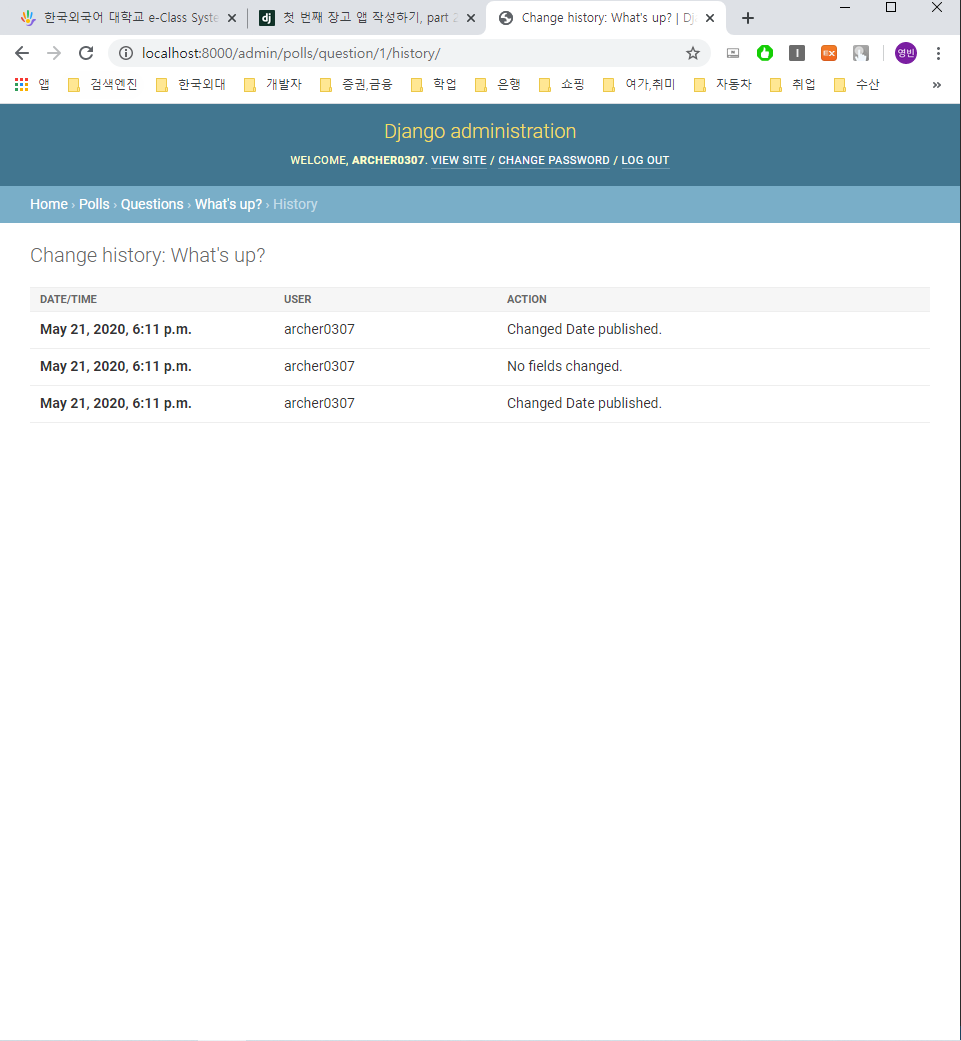 한국외국어 대학교 e-Class Syste
첫 번째 장고 앱 작성하기, part 2
Change history: What's up? | Dj
localhost:8000/admin/polls/question/1/history/
EX
영빈
앱 검색엔진 한국외대 개발자 증권,금융 학업 은행 쇼핑 여가,취미 자동차 취업 수산 »
Django administration
WELCOME, ARCHER0307. VIEW SITE / CHANGE PASSWORD / LOG OUT
Home › Polls › Questions › What's up? › History
Change history: What's up?
DATE/TIME USER ACTION
May 21, 2020, 6:11 p.m. archer0307 Changed Date published.
May 21, 2020, 6:11 p.m. archer0307 No fields changed.
May 21, 2020, 6:11 p.m. archer0307 Changed Date published.